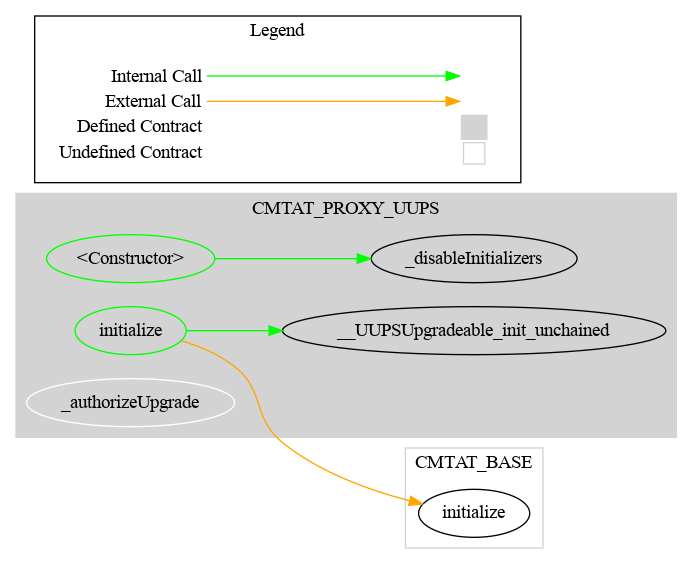 Legend
Internal Call
External Call
Defined Contract
Undefined Contract
CMTAT_PROXY_UUPS
<Constructor>
_disableInitializers
initialize
__UUPSUpgradeable_init_unchained
_authorizeUpgrade
CMTAT_BASE
initialize